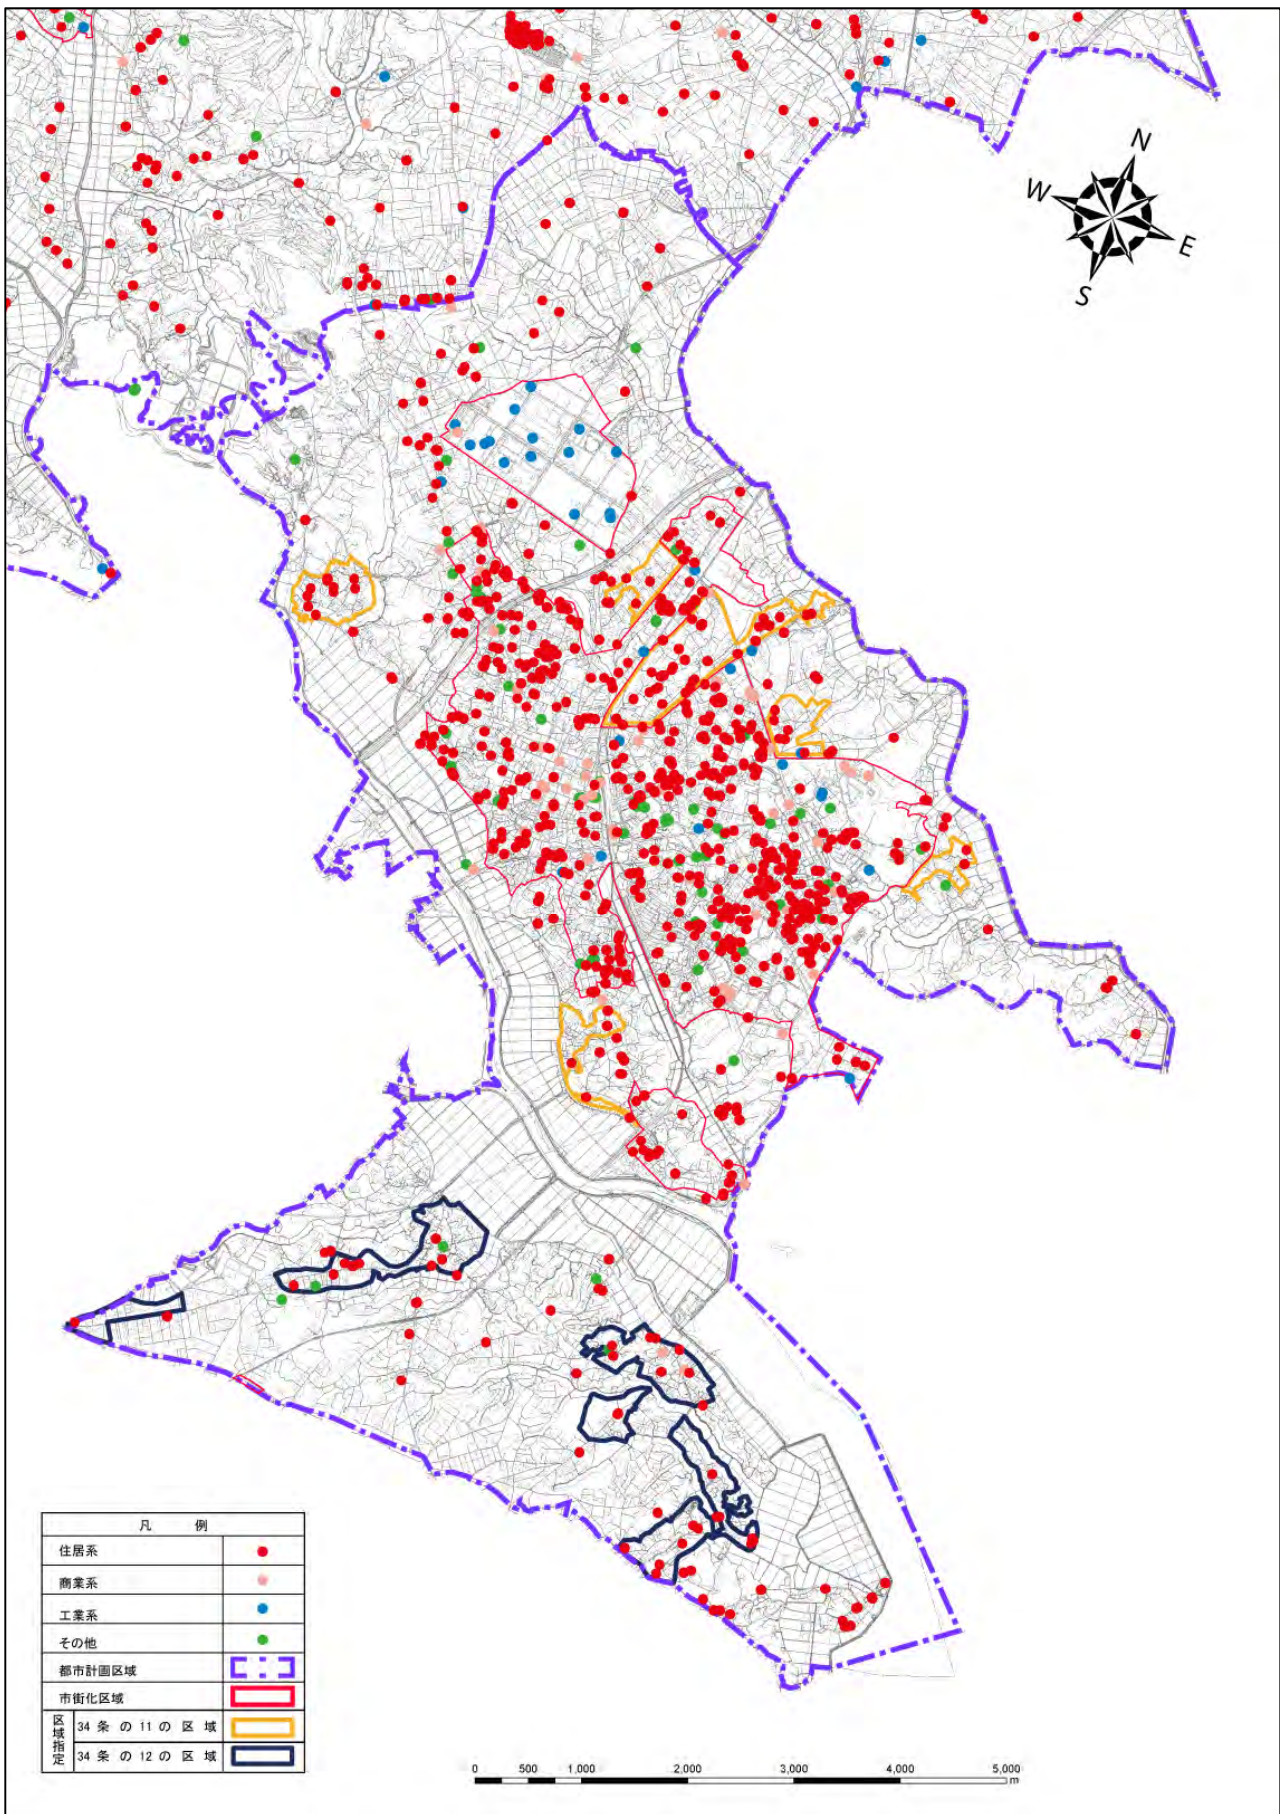 N
W
E
S
凡 例
住居系
商業系
工業系
その他
都市計画区域
市街化区域
区域指定
34 条 の 11 の 区 域
34 条 の 12 の 区 域
0 500 1,000 2,000 3,000 4,000 5,000
m